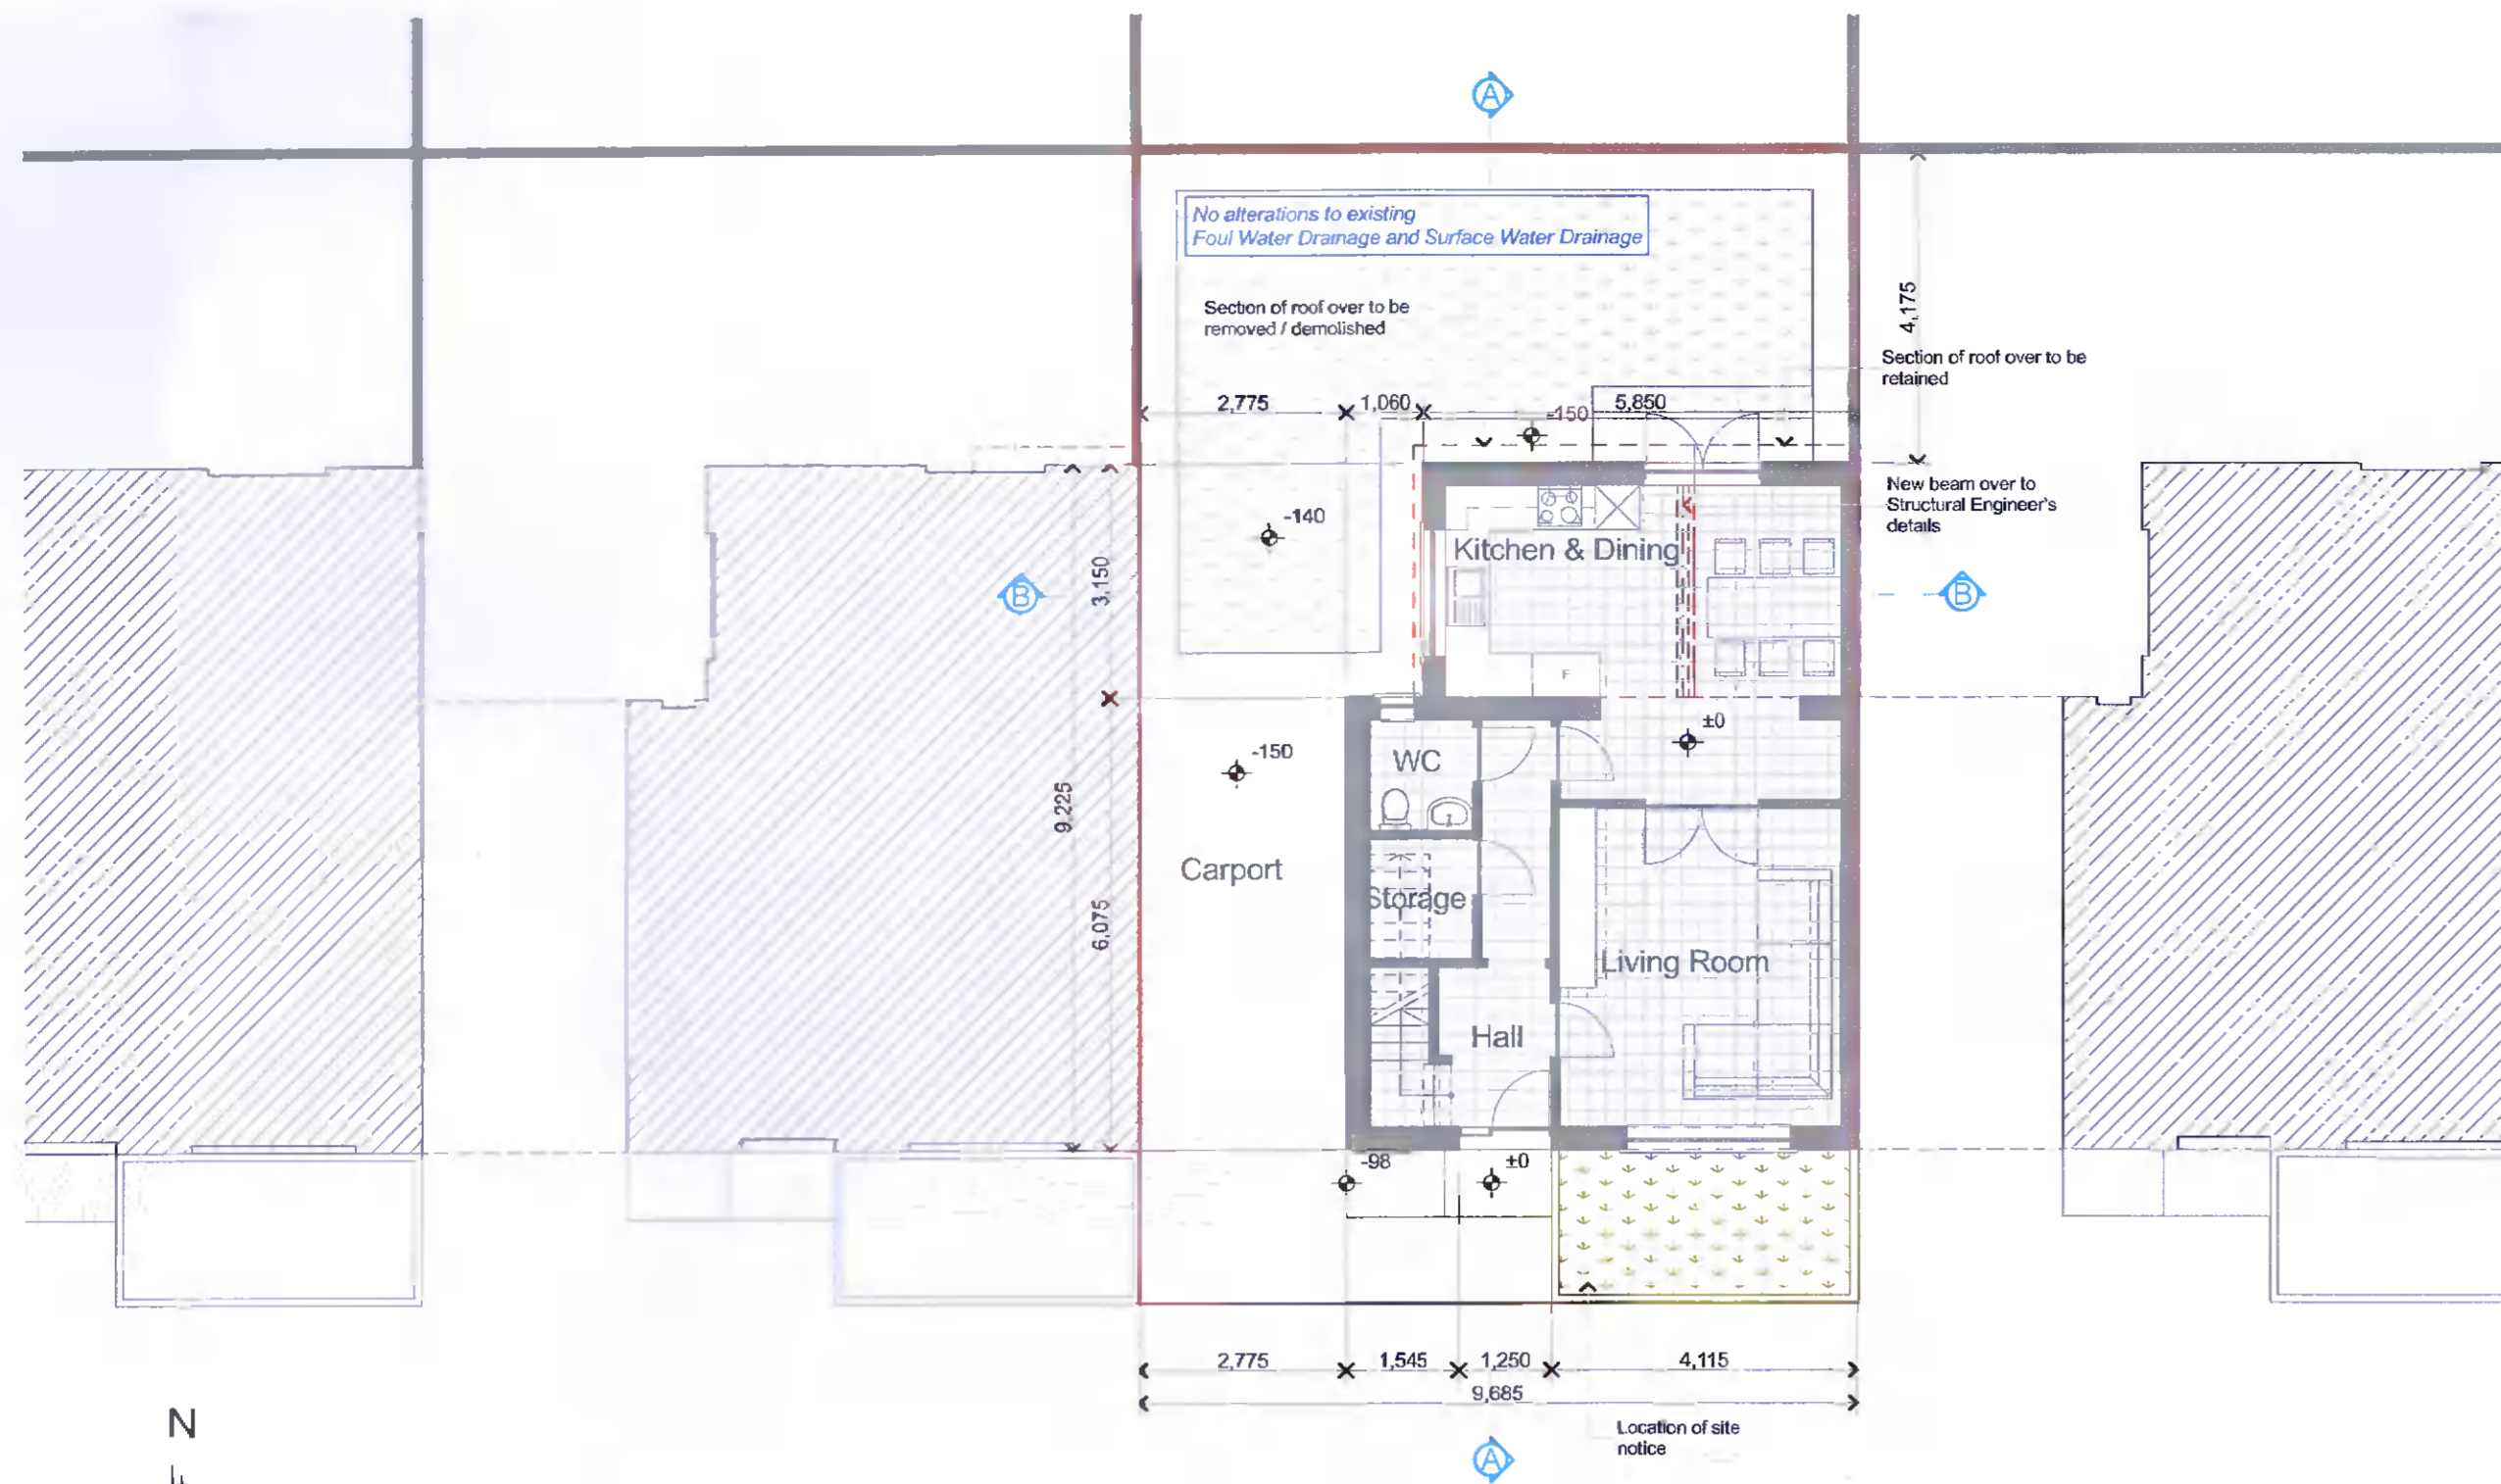 A
No alterations to existing
Foul Water Drainage and Surface Water Drainage
Section of roof over to be
removed / demolished
4,175
Section of roof over to be
retained
2,775
1,060
-150
5,850
New beam over to
Structural Engineer's
details
-140
Kitchen & Dining
B
3,150
B
F
±0
-150
WC
9,225
Carport
Storage
6,075
Living Room
Hall
-98
±0
2,775
1,545
1,250
4,115
9,685
N
Location of site
notice
A